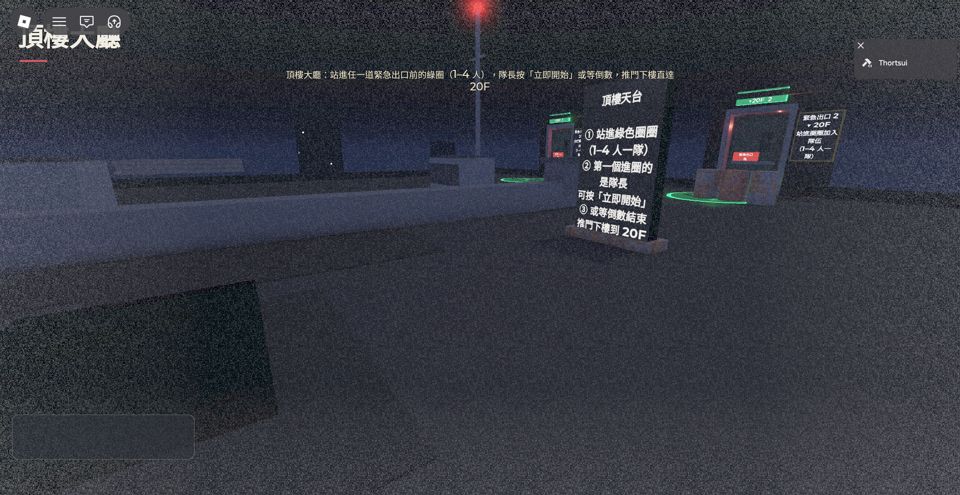 頂樓大廳
Thortsui
頂樓大廳：站進任一道緊急出口前的綠圈（1–4 人），隊長按「立即開始」或等倒數，推門下樓直達
20F
頂樓天台
① 站進綠色圈圈
（1–4 人一隊）
② 第一個進圈的
是隊長
可按「立即開始」
③ 或等倒數結束
推門下樓到 20F
20F 2
緊急出口 2
▼ 20F
站進圈圈加入
隊伍
（1–4 人一
隊）